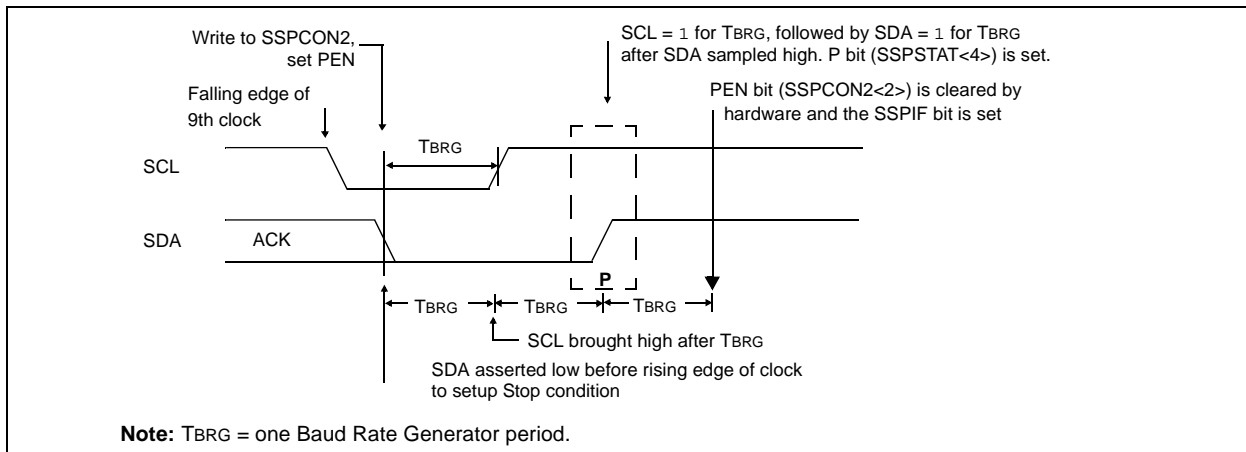 Write to SSPCON2,
set PEN
SCL = 1 for TBRG, followed by SDA = 1 for TBRG
after SDA sampled high. P bit (SSPSTAT<4>) is set.
PEN bit (SSPCON2<2>) is cleared by
hardware and the SSPIF bit is set
Falling edge of
9th clock
TBRG
SCL
SDA
ACK
P
TBRG
TBRG
TBRG
SCL brought high after TBRG
SDA asserted low before rising edge of clock
to setup Stop condition
Note: TBRG = one Baud Rate Generator period.